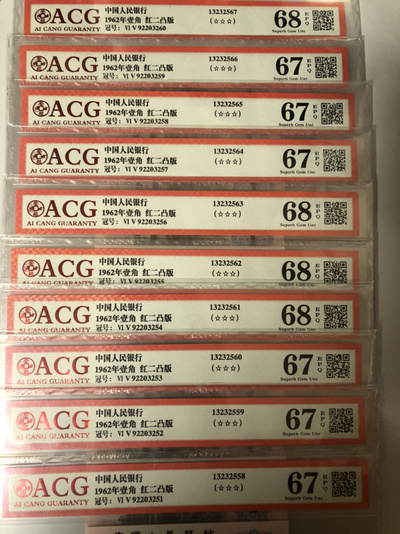 ACG
AI CANG GUARANTY
中国人民银行
1962年壹角 红二凸版
冠号: VI V 92203260
13232567
(☆☆☆)
68 EPQ
Superb Gem Unc
ACG
AI CANG GUARANTY
中国人民银行
1962年壹角 红二凸版
冠号: VI V 92203259
13232566
(☆☆☆)
67 EPQ
Superb Gem Unc
ACG
AI CANG GUARANTY
中国人民银行
1962年壹角 红二凸版
冠号: VI V 92203258
13232565
(☆☆☆)
67 EPQ
Superb Gem Unc
ACG
AI CANG GUARANTY
中国人民银行
1962年壹角 红二凸版
冠号: VI V 92203257
13232564
(☆☆☆)
67 EPQ
Superb Gem Unc
ACG
AI CANG GUARANTY
中国人民银行
1962年壹角 红二凸版
冠号: VI V 92203256
13232563
(☆☆☆)
68 EPQ
Superb Gem Unc
ACG
AI CANG GUARANTY
中国人民银行
1962年壹角 红二凸版
冠号: VI V 92203255
13232562
(☆☆☆)
68 EPQ
ACG
AI CANG GUARANTY
中国人民银行
1962年壹角 红二凸版
冠号: VI V 92203254
13232561
(☆☆☆)
68 EPQ
Superb Gem Unc
ACG
AI CANG GUARANTY
中国人民银行
1962年壹角 红二凸版
冠号: VI V 92203253
13232560
(☆☆☆)
67 EPQ
Superb Gem Unc
ACG
AI CANG GUARANTY
中国人民银行
1962年壹角 红二凸版
冠号: VI V 92203252
13232559
(☆☆☆)
67 EPQ
Superb Gem Unc
ACG
AI CANG GUARANTY
中国人民银行
1962年壹角 红二凸版
冠号: VI V 92203251
13232558
(☆☆☆)
67 EPQ
Superb Gem Unc